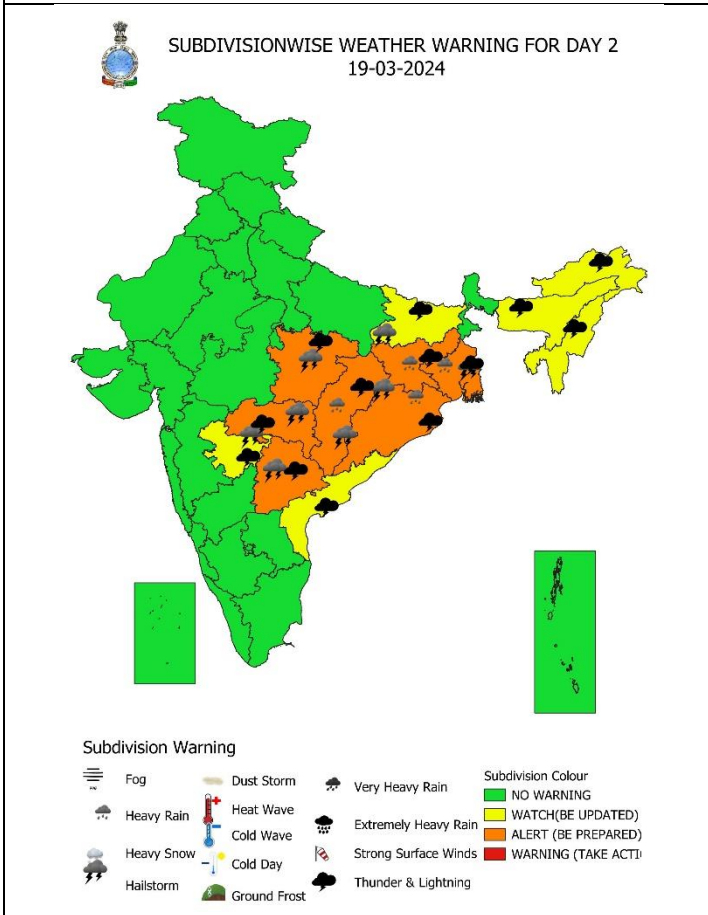 SUBDIVISIONWISE WEATHER WARNING FOR DAY 2
19-03-2024
Subdivision Warning
Fog
Heavy Rain
Heavy Snow
Hailstorm
Dust Storm
Heat Wave
Cold Wave
Cold Day
Ground Frost
Very Heavy Rain
Extremely Heavy Rain
Strong Surface Winds
Thunder & Lightning
Subdivision Colour
NO WARNING
WATCH(BE UPDATED)
ALERT (BE PREPARED)
WARNING (TAKE ACTI